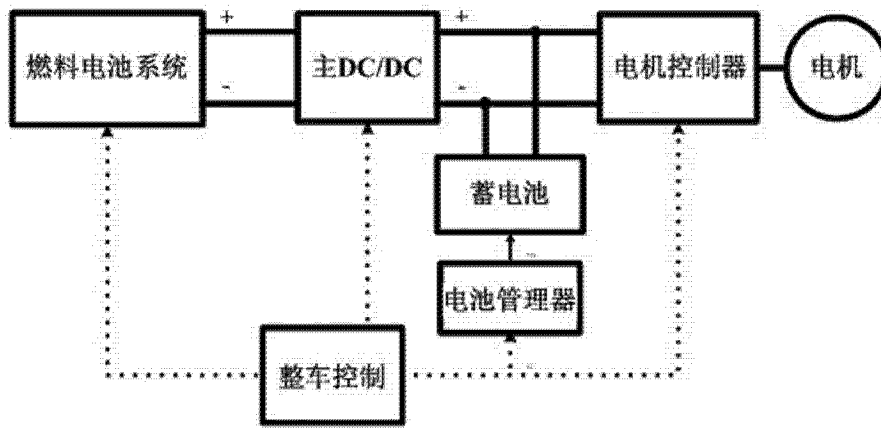 +
+
燃料电池系统
主DC/DC
电机控制器
电机
-
-
蓄电池
电池管理器
整车控制